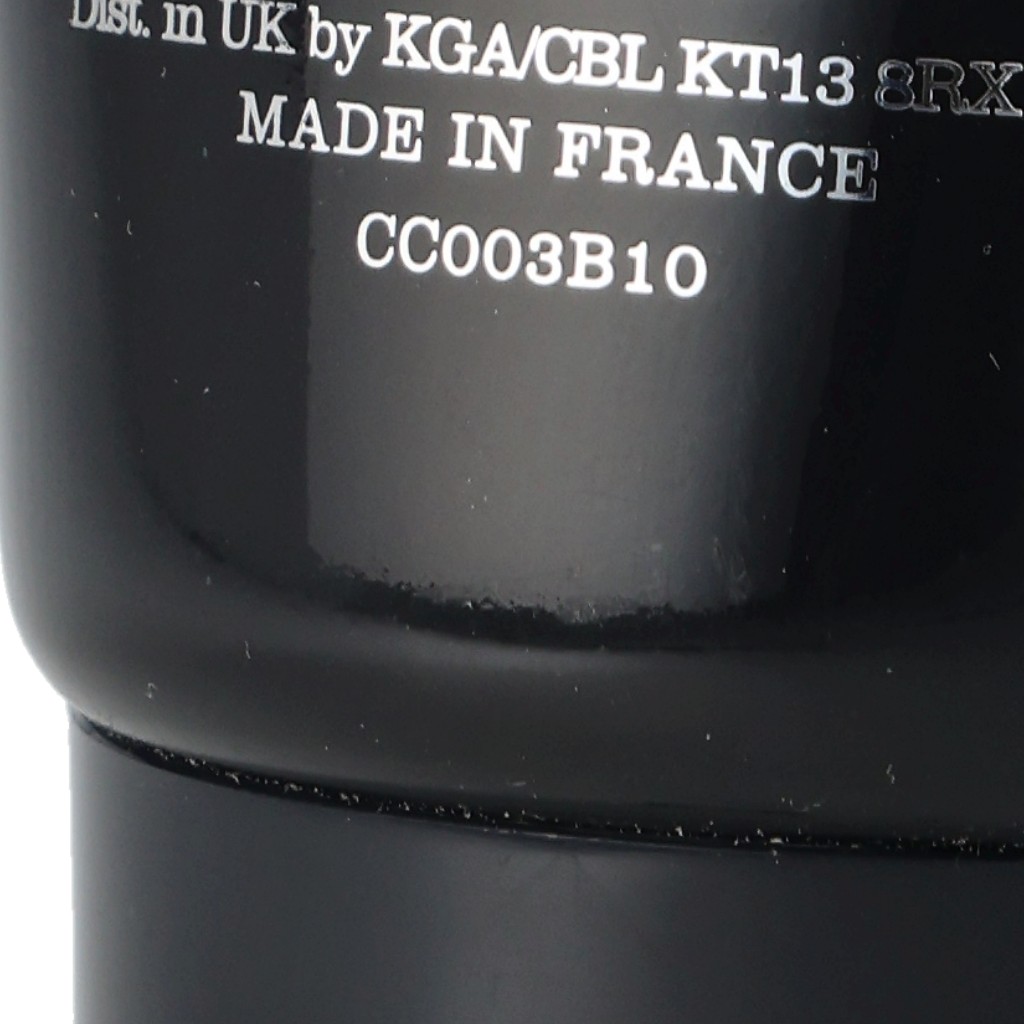 Dist. in UK by KGA/CBL KT13 8RX
MADE IN FRANCE
CC003B10